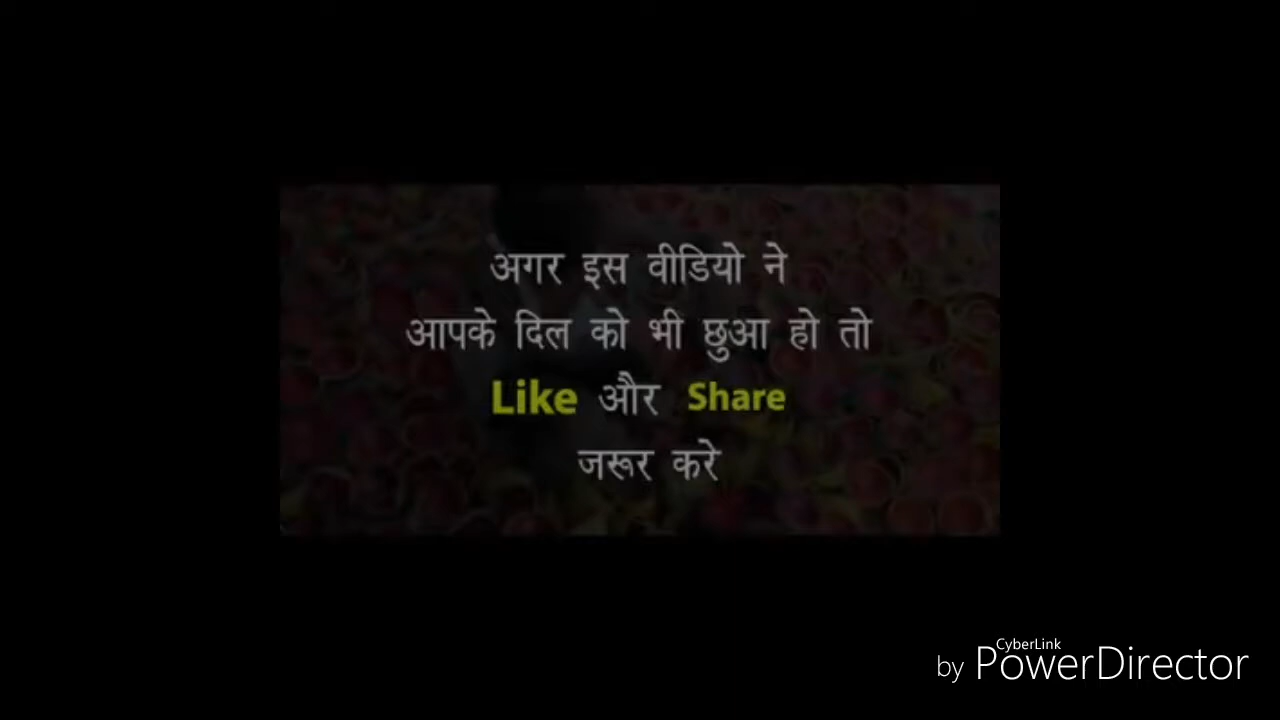 अगर इस वीडियो ने
आपके दिल को भी छुआ हो तो
Like और Share
जरूर करे
CyberLink
by PowerDirector